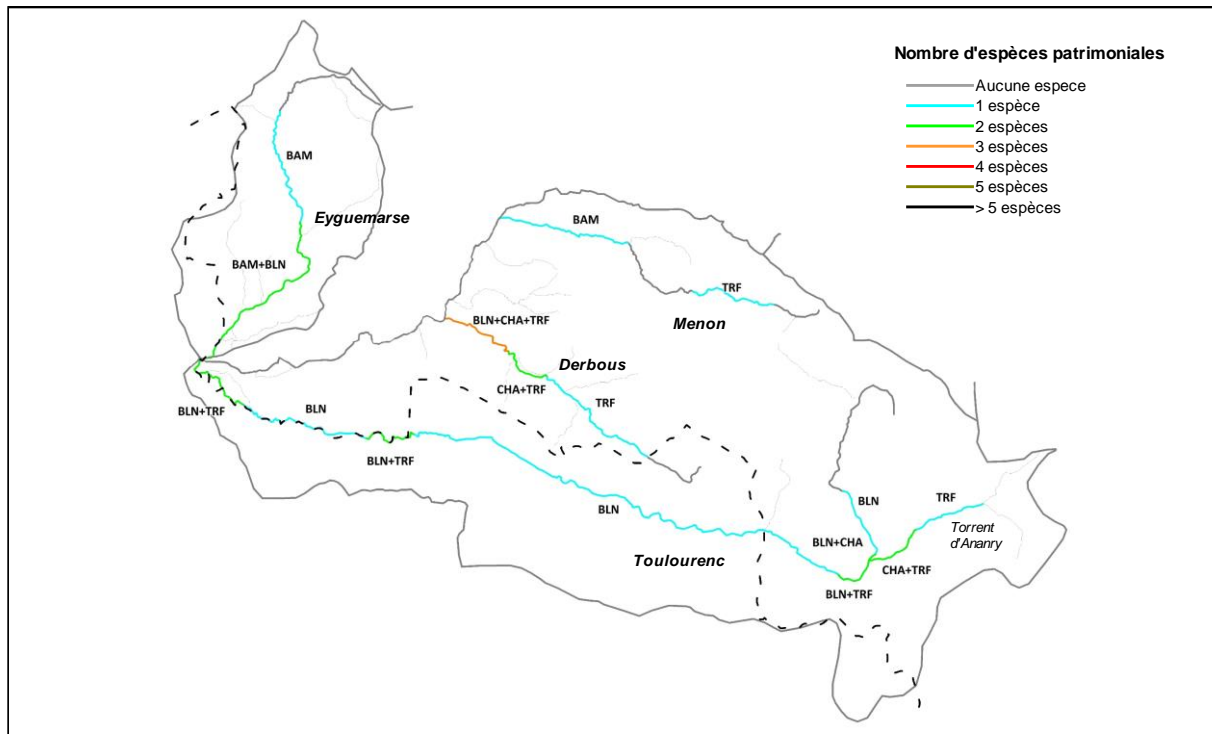 Nombre d'espèces patrimoniales
Aucune espece
1 espèce
2 espèces
3 espèces
4 espèces
5 espèces
> 5 espèces
BAM
Eyguemarse
BAM+BLN
BAM
TRF
Menon
BLN+CHA+TRF
Derbous
CHA+TRF
TRF
BLN+TRF
BLN
BLN+TRF
BLN
Toulourenc
BLN
TRF
Torrent
d'Ananry
BLN+CHA
CHA+TRF
BLN+TRF